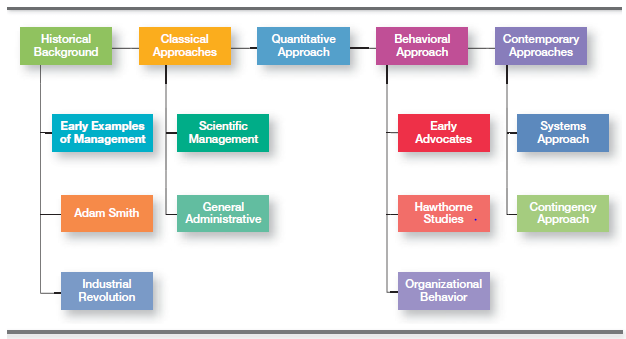 Historical
Background
Classical
Approaches
Quantitative
Approach
Behavioral
Approach
Contemporary
Approaches
Early Examples
of Management
Scientific
Management
Early
Advocates
Systems
Approach
Adam Smith
General
Administrative
Hawthorne
Studies
Contingency
Approach
Industrial
Revolution
Organizational
Behavior